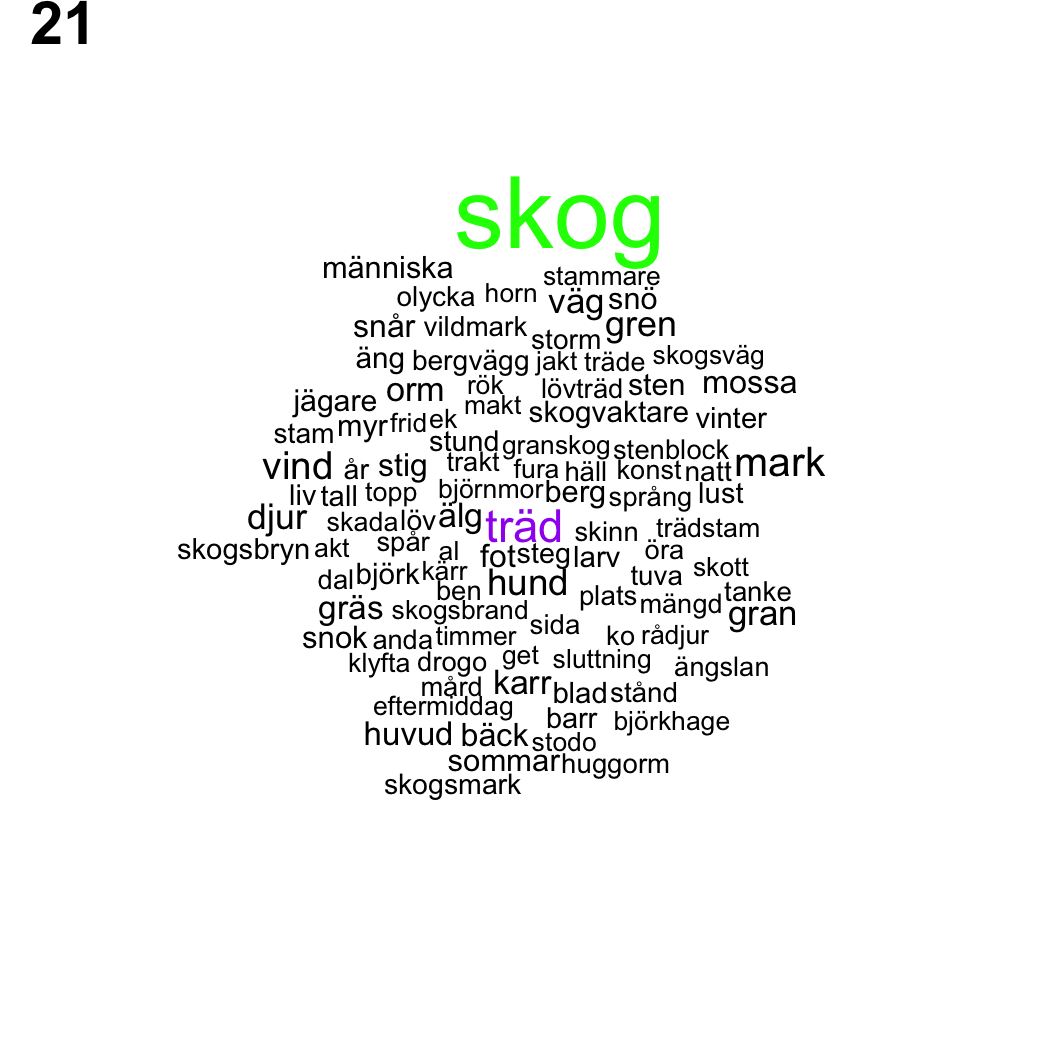 21
skog
människa stammare
olycka horn väg snö
snår vildmark storm gren
äng bergvägg jakt träde skogsväg
jägare orm rök lövträd sten mossa
stam myr frid ek makt skogvaktare vinter
stund granskog stenblock
vind år stig trakt fura häll konst natt mark
liv tall topp björnmor berg språng lust
djur skada löv älg träd skinn trädstam
skogsbryn akt spår al fotsteg larv öra
dal björk kärr ben hund tuva skott
gräs skogsbrand plats mängd tanke gran
snok anda timmer sida ko rådjur
klyfta drogo get sluttning ängslan
mård karr blad stånd
eftermiddag barr björkhage
huvud bäck stodo
sommar huggorm
skogsmark